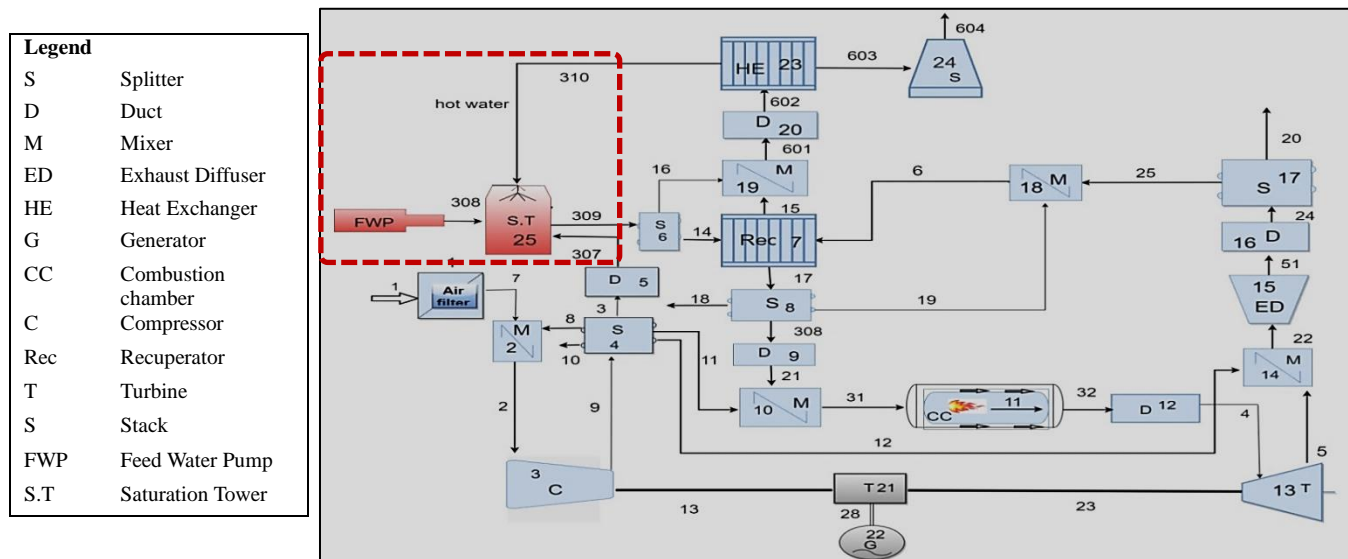 Legend
S Splitter
D Duct
M Mixer
ED Exhaust Diffuser
HE Heat Exchanger
G Generator
CC Combustion
chamber
C Compressor
Rec Recuperator
T Turbine
S Stack
FWP Feed Water Pump
S.T Saturation Tower
604
310
HE 23
603
24
S
hot water
602
D 20
20
601
16
M
19
6
M
18
25
S 17
308
FWP
S.T
25
309
S
6
14
15
Rec 7
24
16 D
307
51
1
Air
filter
7
D 5
17
18
S 8
19
15
ED
3
8
M
2
S
4
10
11
308
D 9
22
21
M
14
10 M
31
CC
11
32
D 12
4
2
9
12
5
3
C
13
T21
23
13 T
28
22
G